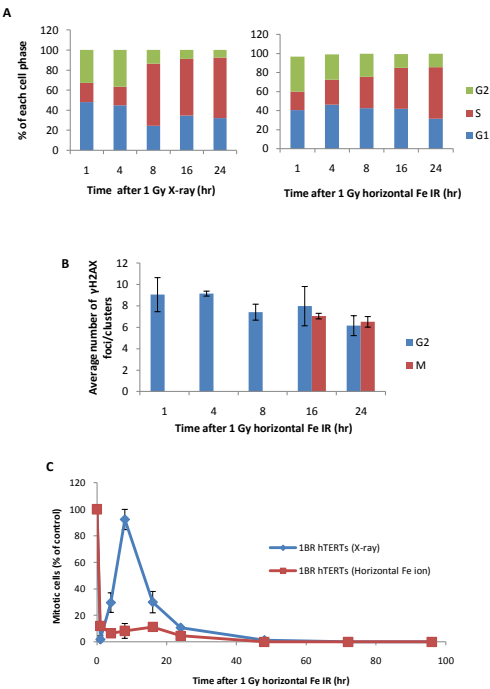 A
% of each cell phase
120
100
80
60
40
20
0
1 4 8 16 24
Time after 1 Gy X-ray (hr)
120
100
80
60
40
20
0
1 4 8 16 24
Time after 1 Gy horizontal Fe IR (hr)
G2
S
G1
B
Average number of γH2AX
foci/clusters
12
10
8
6
4
2
0
1 4 8 16 24
Time after 1 Gy horizontal Fe IR (hr)
G2
M
C
Mitotic cells (% of control)
120
100
80
60
40
20
0
0 20 40 60 80 100
1BR hTERTs (X-ray)
1BR hTERTs (Horizontal Fe ion)
Time after 1 Gy horizontal Fe IR (hr)